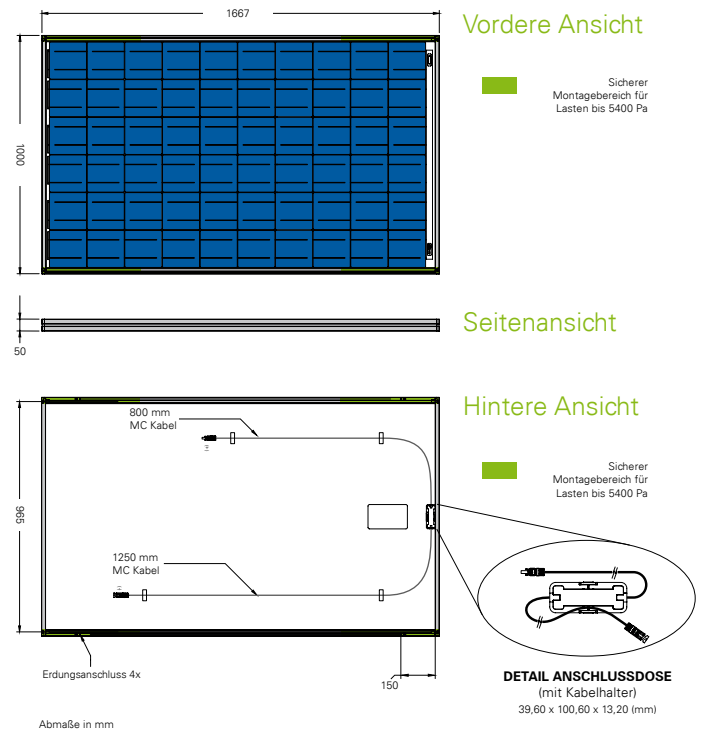 1667
Vordere Ansicht
Sicherer
Montagebereich für
Lasten bis 5400 Pa
1000
Seitenansicht
50
Hintere Ansicht
800 mm
MC Kabel
Sicherer
Montagebereich für
Lasten bis 5400 Pa
965
1250 mm
MC Kabel
Erdungsanschluss 4x
150
DETAIL ANSCHLUSSDOSE
(mit Kabelhalter)
39,60 x 100,60 x 13,20 (mm)
Abmaße in mm